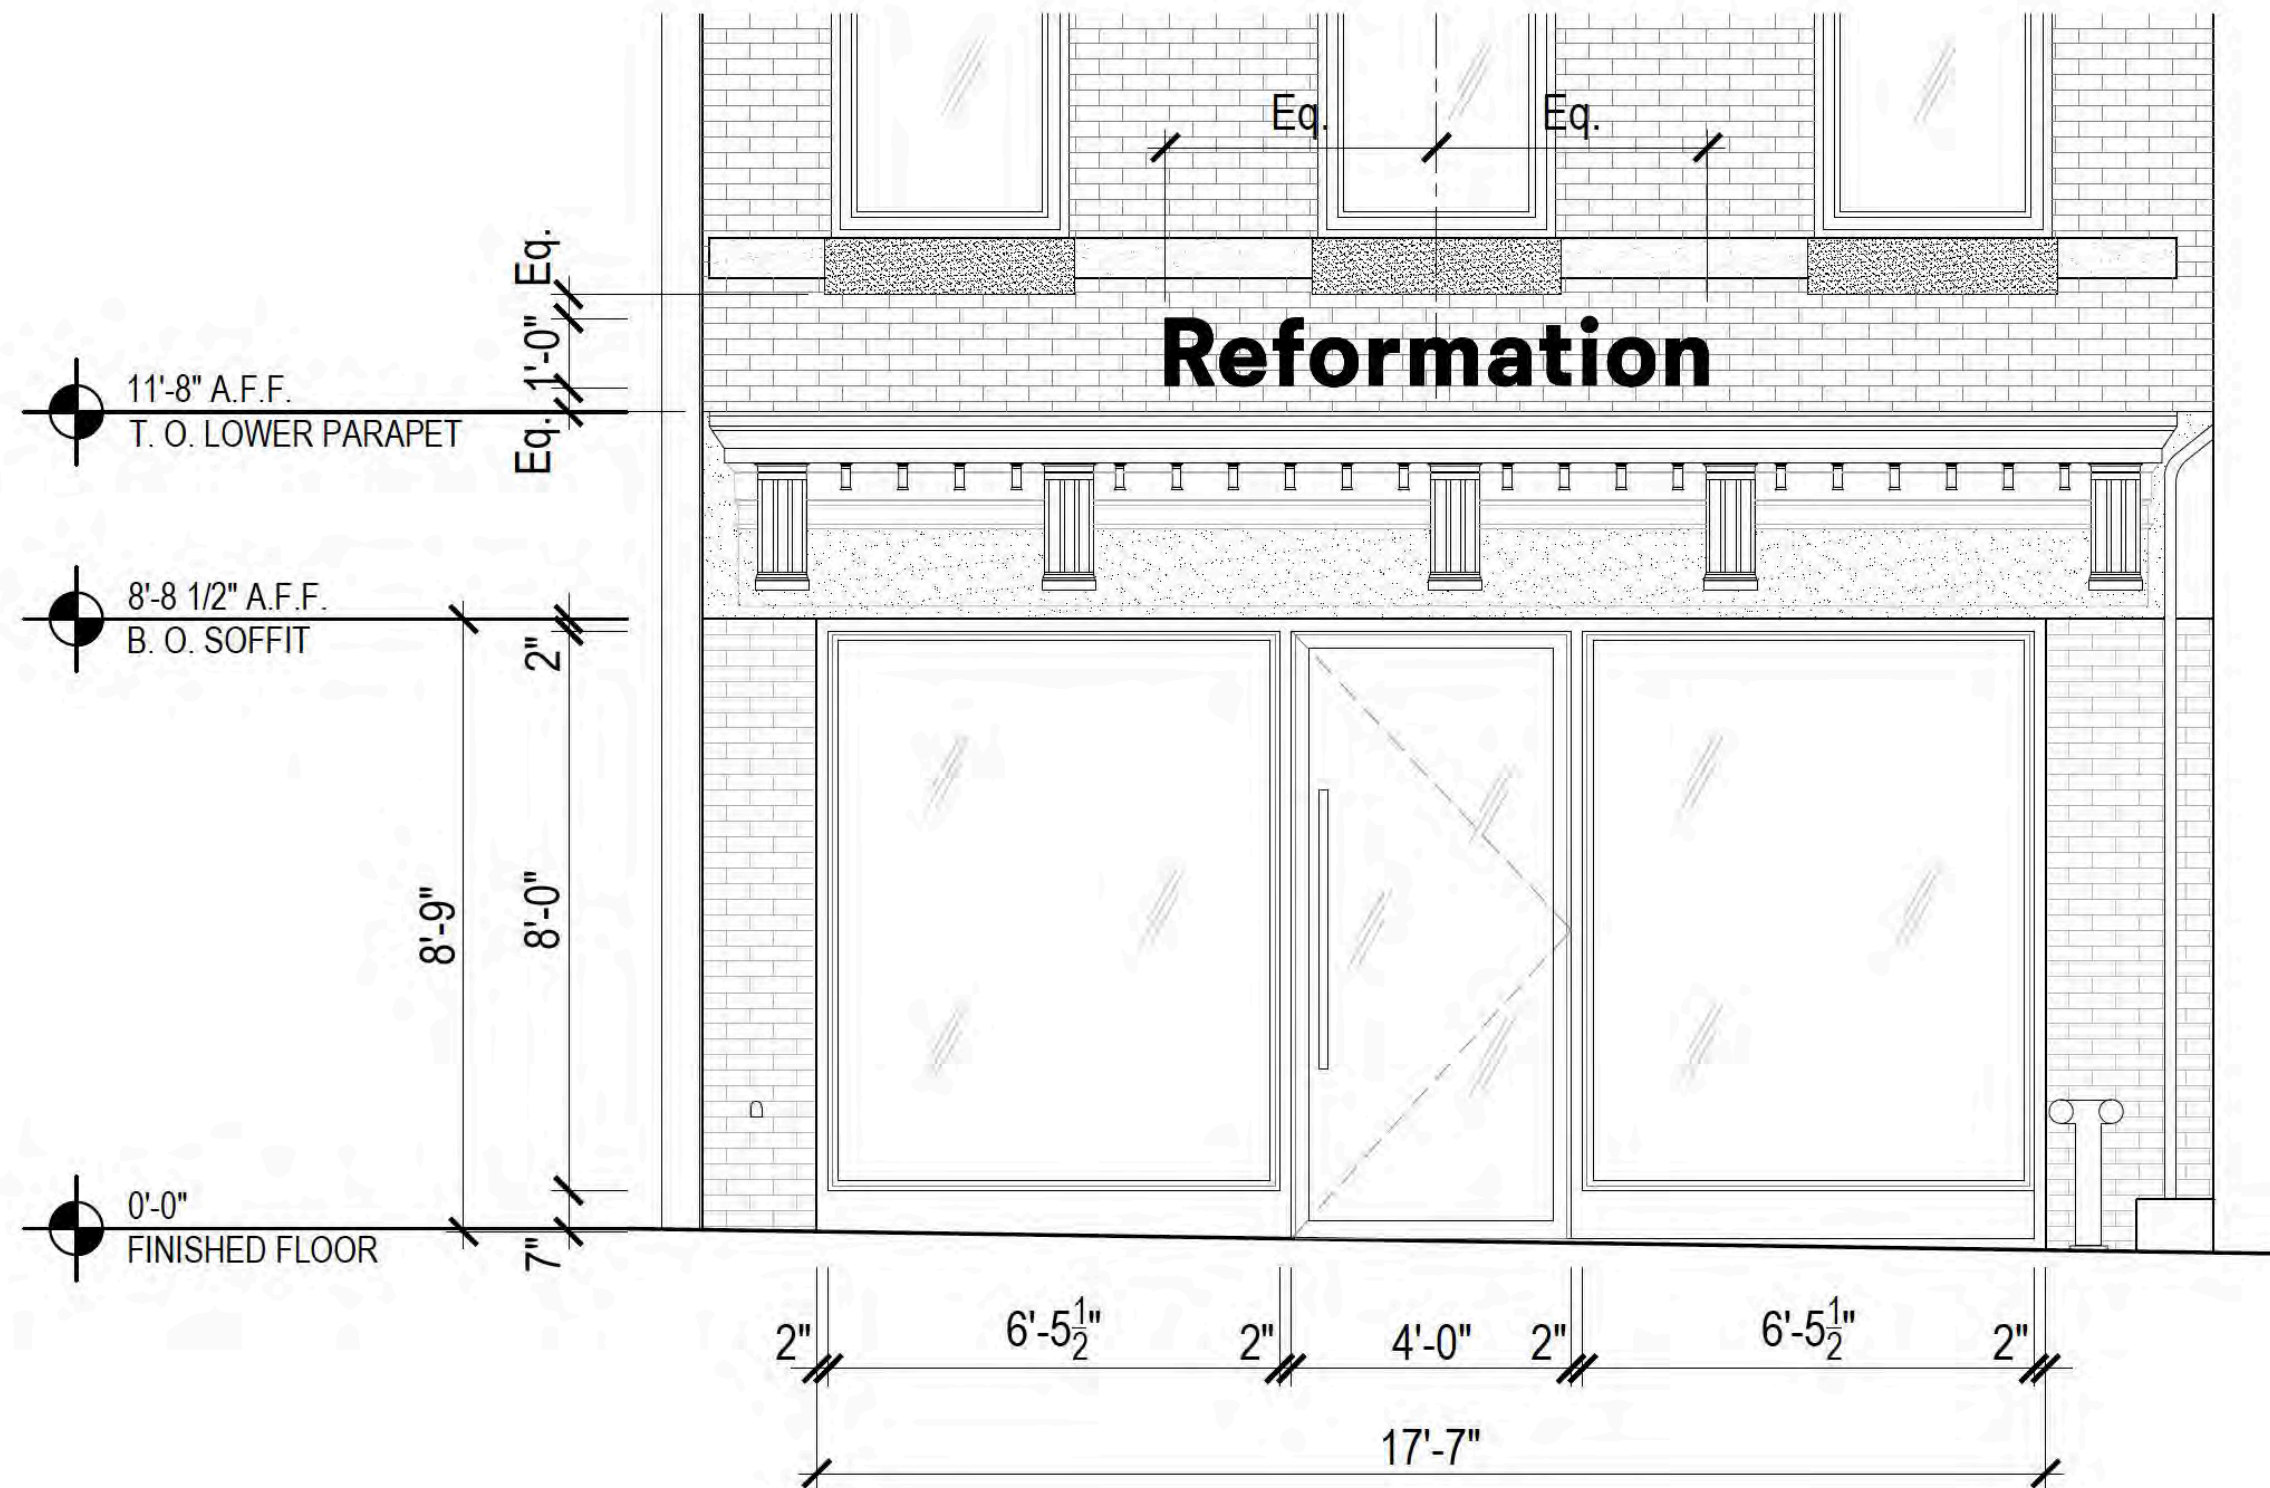 Eq. Eq.
Eq.
1'-0"
Eq.
Reformation
11'-8" A.F.F.
T. O. LOWER PARAPET
8'-8 1/2" A.F.F.
B. O. SOFFIT
2"
8'-9"
8'-0"
0'-0"
FINISHED FLOOR
7"
2" 6'-5 1/2" 2" 4'-0" 2" 6'-5 1/2" 2"
17'-7"